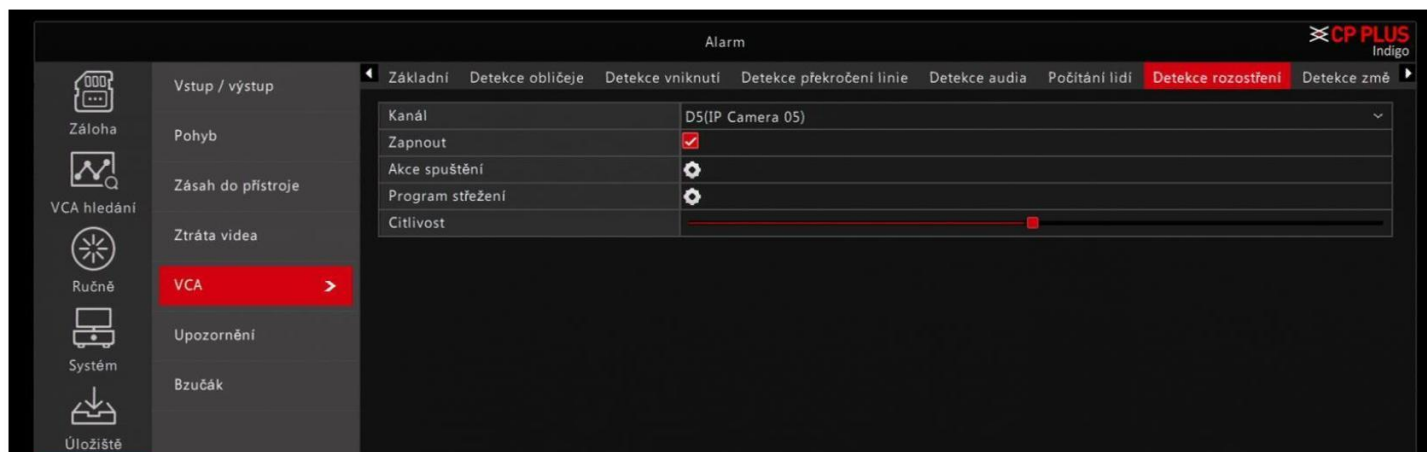 Alarm
CP PLUS
Indigo
Záloha
VCA hledání
Ručně
Systém
Úložiště
Vstup / výstup
Pohyb
Zásah do přístroje
Ztráta videa
VCA
Upozornění
Bzučák
Základní Detekce obličeje Detekce vniknutí Detekce překročení linie Detekce audia Počítání lidí Detekce rozostření Detekce změ
Kanál D5(IP Camera 05)
Zapnout
Akce spuštění
Program střežení
Citlivost